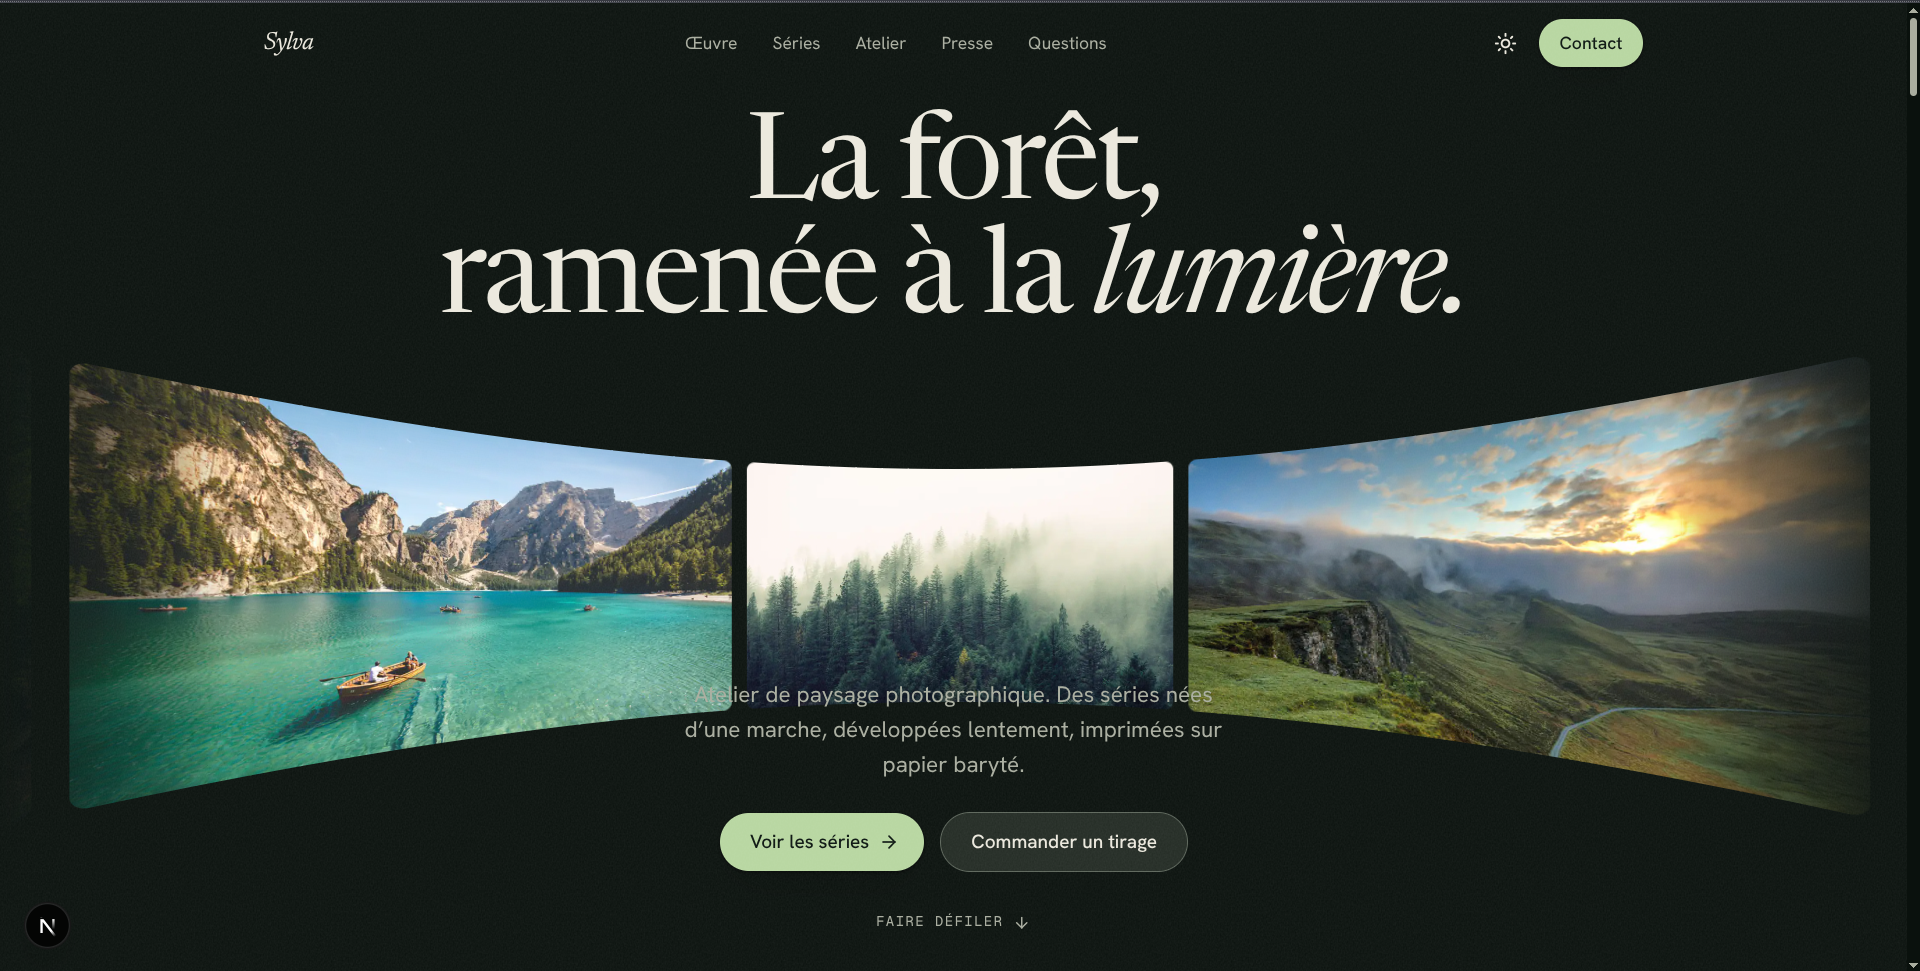 Sylva
Œuvre
Séries
Atelier
Presse
Questions
Contact
La forêt,
ramenée à la lumière.
Atelier de paysage photographique. Des séries nées
d’une marche, développées lentement, imprimées sur
papier baryté.
Voir les séries →
Commander un tirage
FAIRE DÉFILER ↓
N